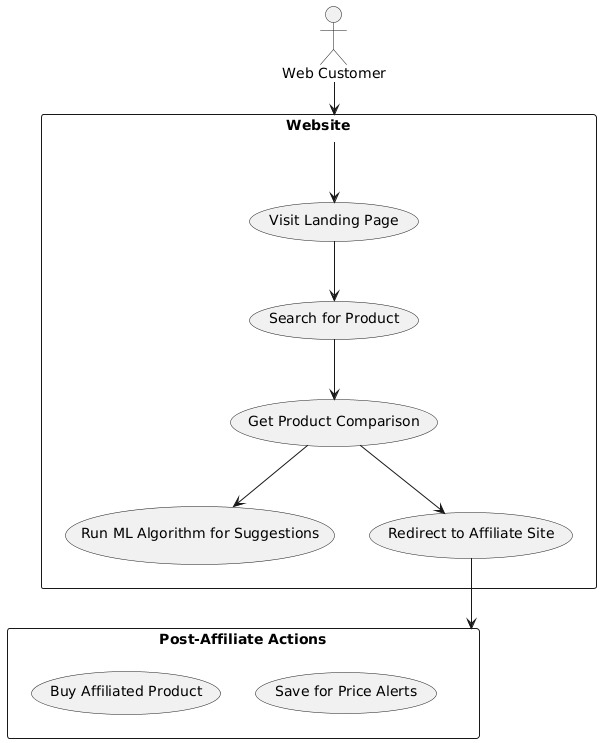 Web Customer
Website
Visit Landing Page
Search for Product
Get Product Comparison
Run ML Algorithm for Suggestions
Redirect to Affiliate Site
Post-Affiliate Actions
Buy Affiliated Product
Save for Price Alerts